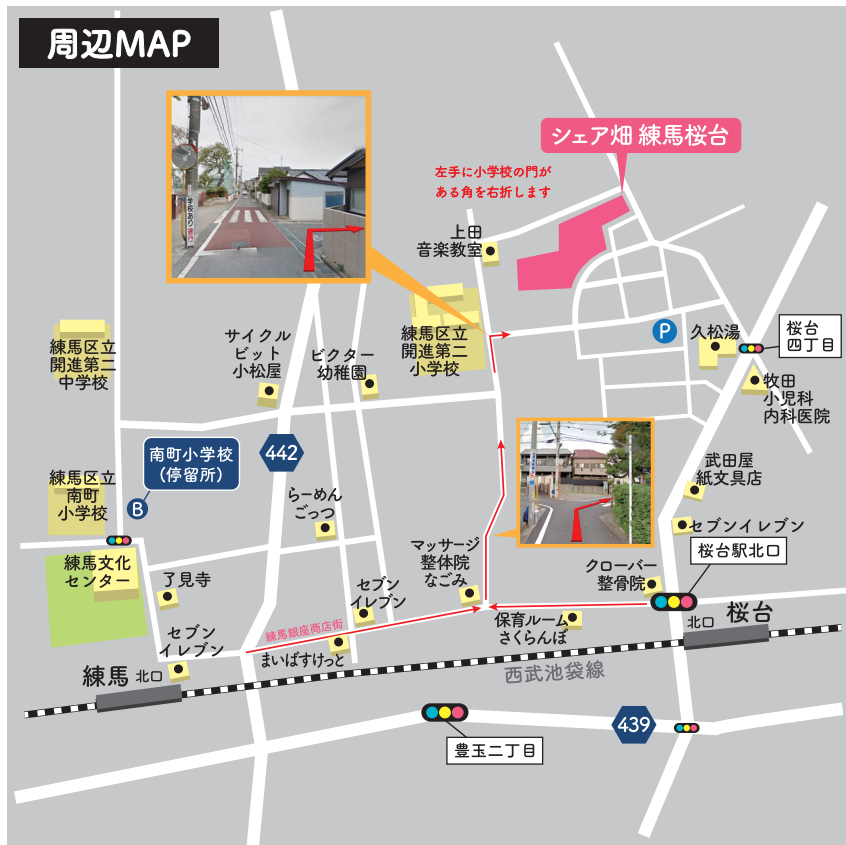 周辺MAP
シェア畑 練馬桜台
左手に小学校の門が
ある角を右折します
学校あり
上田
音楽教室
練馬区立
開進第二
中学校
サイクル
ピット
小松屋
ビクター
幼稚園
練馬区立
開進第二
小学校
P
久松湯
桜台
四丁目
牧田
小児科
内科医院
442
南町小学校
(停留所)
B
練馬区立
南町
小学校
武田屋
紙文具店
らーめん
ごっつ
セブンイレブン
桜台駅北口
マッサージ
整体院
なごみ
クローバー
整骨院
練馬文化
センター
了見寺
セブン
イレブン
保育ルーム
さくらんぼ
北口
桜台
練馬銀座商店街
まいばすけっと
セブン
イレブン
練馬 北口
西武池袋線
439
豊玉二丁目